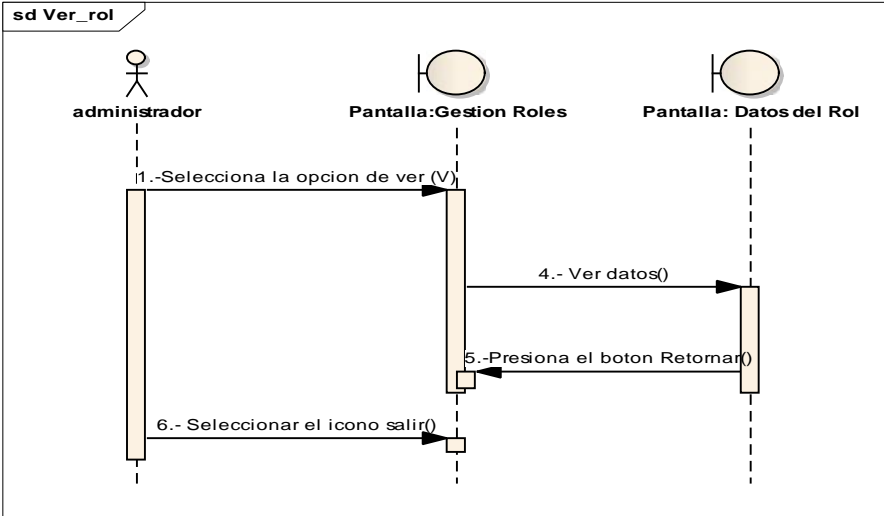 sd Ver_rol
administrador
Pantalla:Gestion Roles
Pantalla: Datos del Rol
1.-Selecciona la opcion de ver (V)
4.- Ver datos()
5.-Presiona el boton Retornar()
6.- Seleccionar el icono salir()